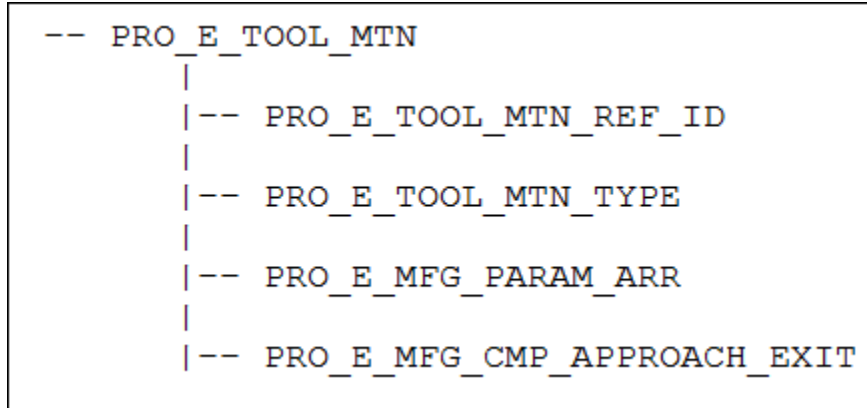 -- PRO_E_TOOL_MTN
|
|-- PRO_E_TOOL_MTN_REF_ID
|
|-- PRO_E_TOOL_MTN_TYPE
|
|-- PRO_E_MFG_PARAM_ARR
|
|-- PRO_E_MFG_CMP_APPROACH_EXIT